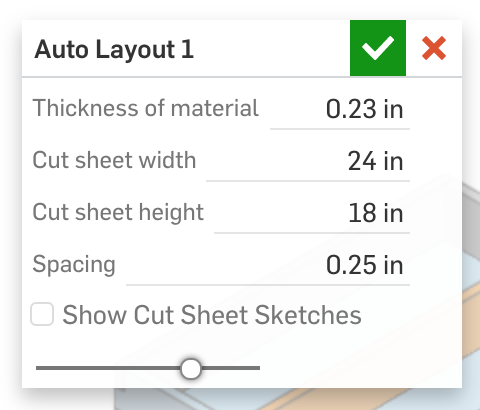 Auto Layout 1
Thickness of material 0.23 in
Cut sheet width 24 in
Cut sheet height 18 in
Spacing 0.25 in
Show Cut Sheet Sketches